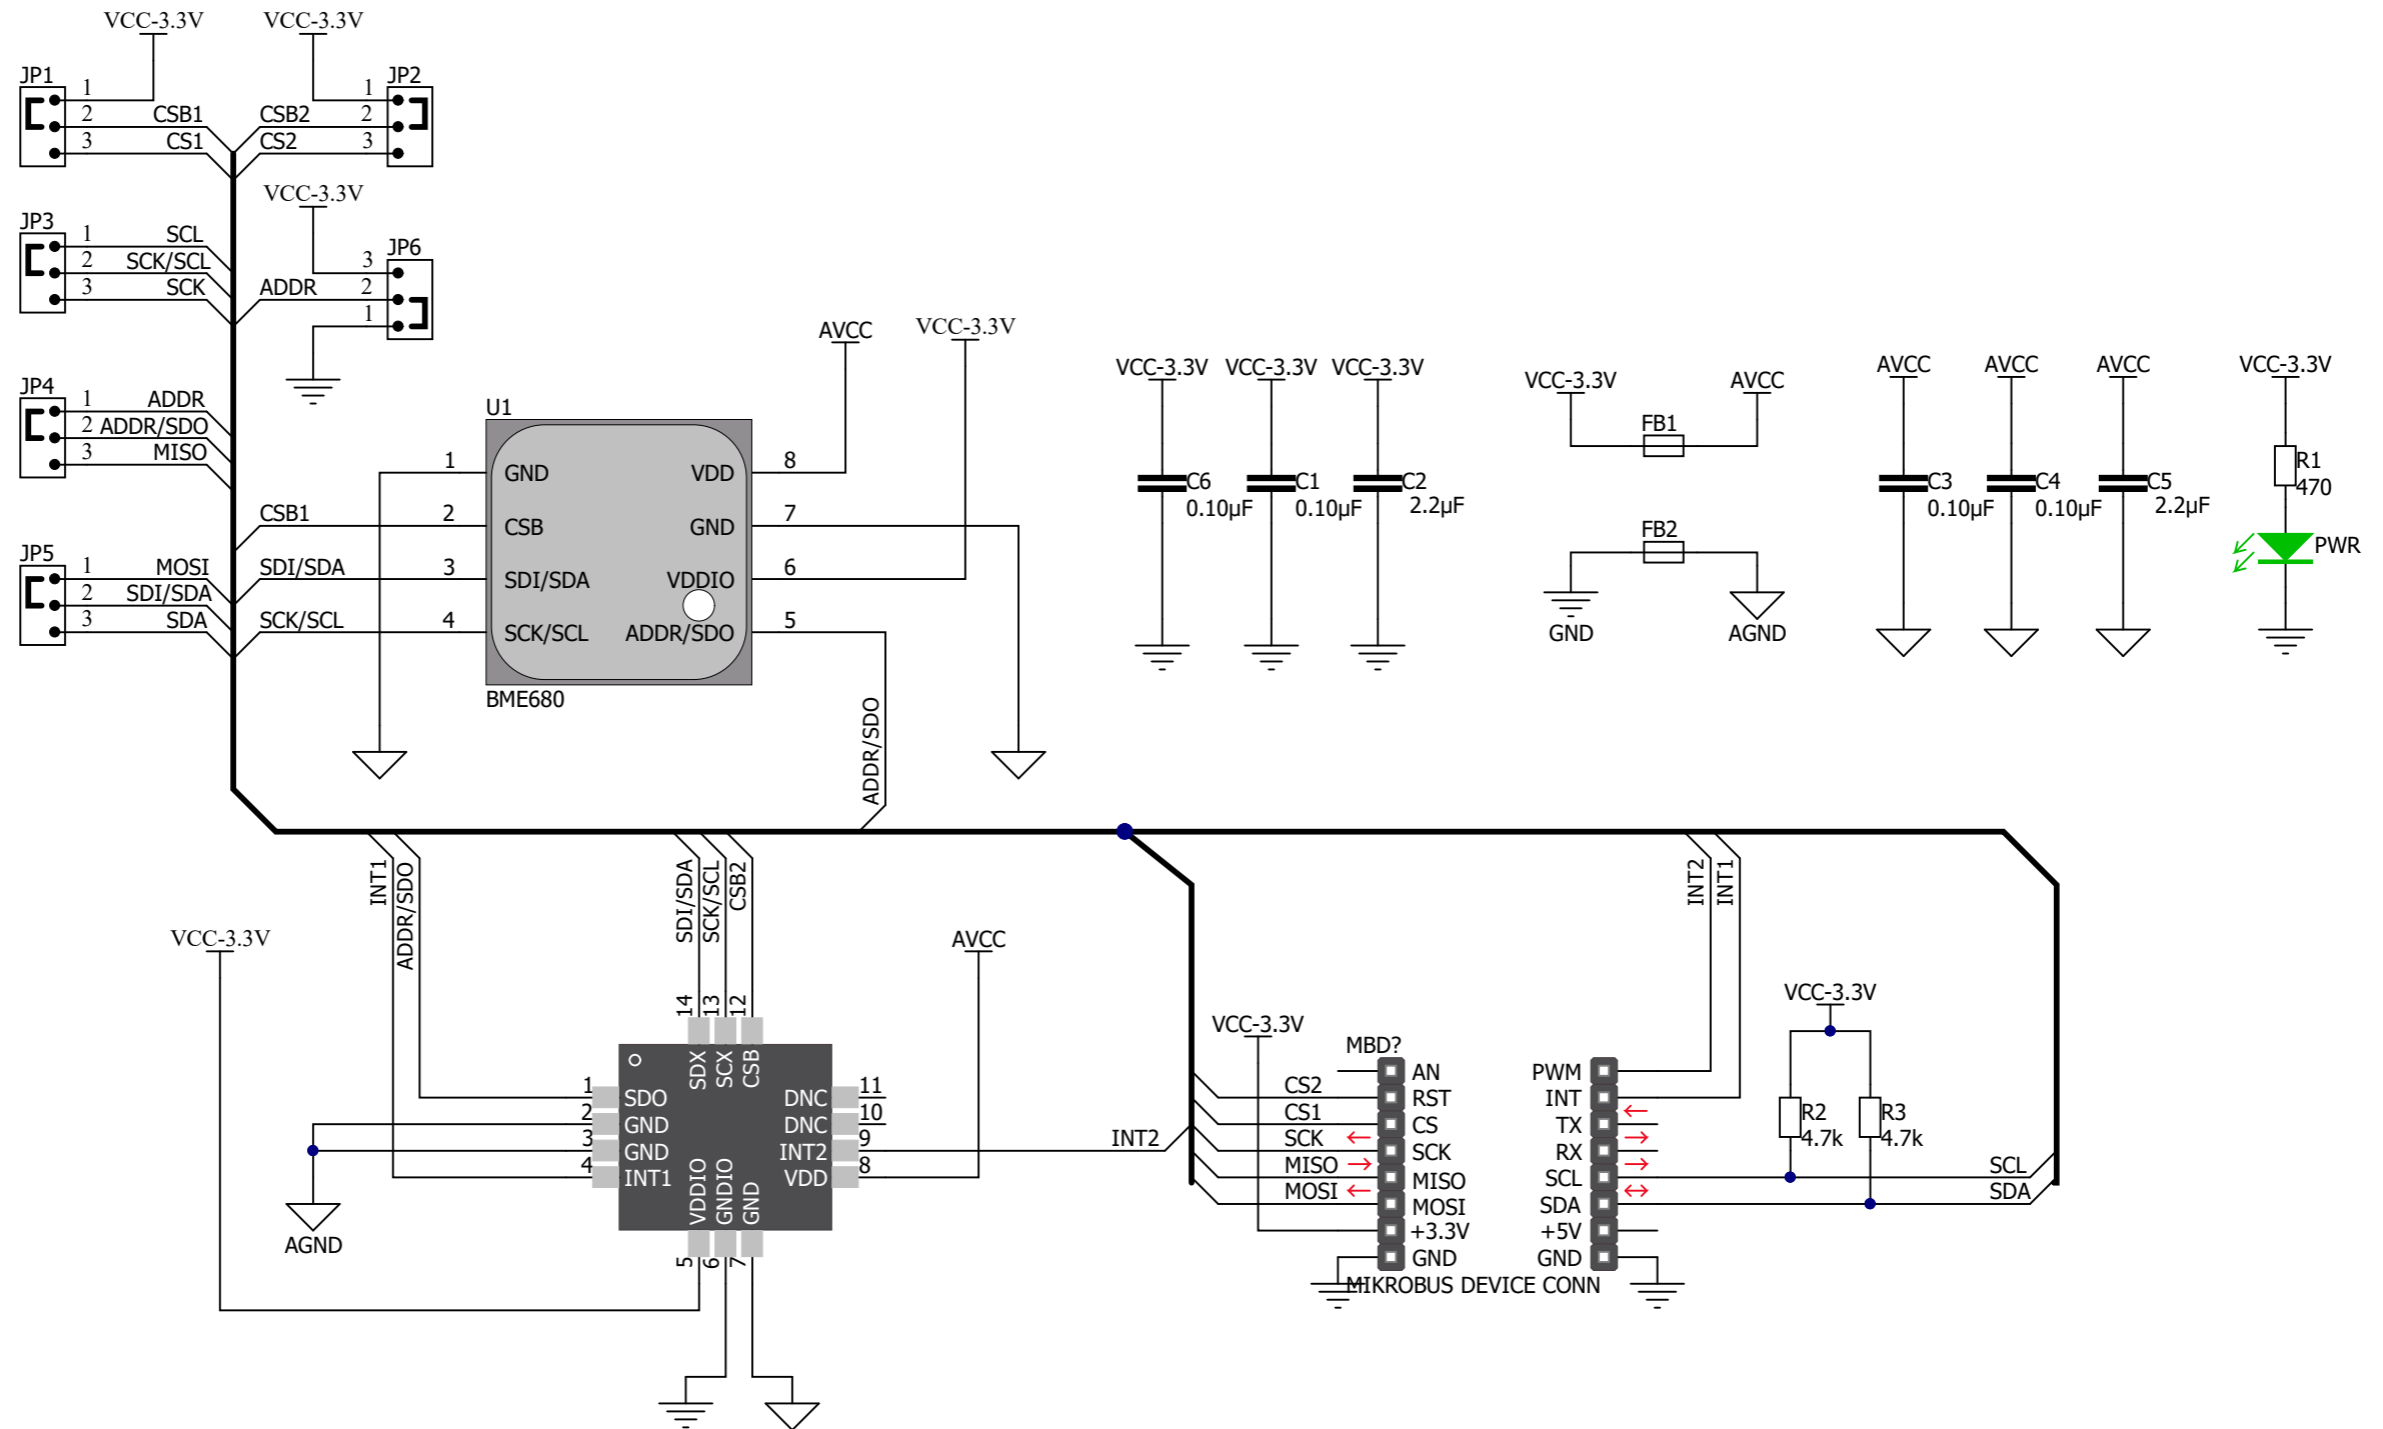 VCC-3.3V
VCC-3.3V
JP1
1
2
3
CSB1
CS1
CSB2
CS2
1
2
3
JP2
VCC-3.3V
JP3
1
2
3
SCL
SCK/SCL
SCK
ADDR
3
2
1
JP6
JP4
1
2
3
ADDR
ADDR/SDO
MISO
JP5
1
2
3
MOSI
SDI/SDA
SDA
CSB1
SDI/SDA
SCK/SCL
U1
1
2
3
4
GND
CSB
SDI/SDA
SCK/SCL
VDD
GND
VDDIO
ADDR/SDO
8
7
6
5
BME680
AVCC
VCC-3.3V
ADDR/SDO
VCC-3.3V
VCC-3.3V
VCC-3.3V
C6
0.10µF
C1
0.10µF
C2
2.2µF
VCC-3.3V
AVCC
FB1
FB2
GND
AGND
AVCC
AVCC
AVCC
C3
0.10µF
C4
0.10µF
C5
2.2µF
VCC-3.3V
R1
470
PWR
INT1
ADDR/SDO
SDI/SDA
SCK/SCL
CSB2
VCC-3.3V
AVCC
14
13
12
SDX
SCX
CSB
1
2
3
4
SDO
GND
GND
INT1
DNC
DNC
INT2
VDD
11
10
9
8
VDDIO
GNDIO
GND
5
6
7
AGND
INT2
INT2
INT1
VCC-3.3V
MBD?
CS2
CS1
SCK
MISO
MOSI
AN
RST
CS
SCK
MISO
MOSI
+3.3V
GND
PWM
INT
TX
RX
SCL
SDA
+5V
GND
MIKROBUS DEVICE CONN
VCC-3.3V
R2
4.7k
R3
4.7k
SCL
SDA